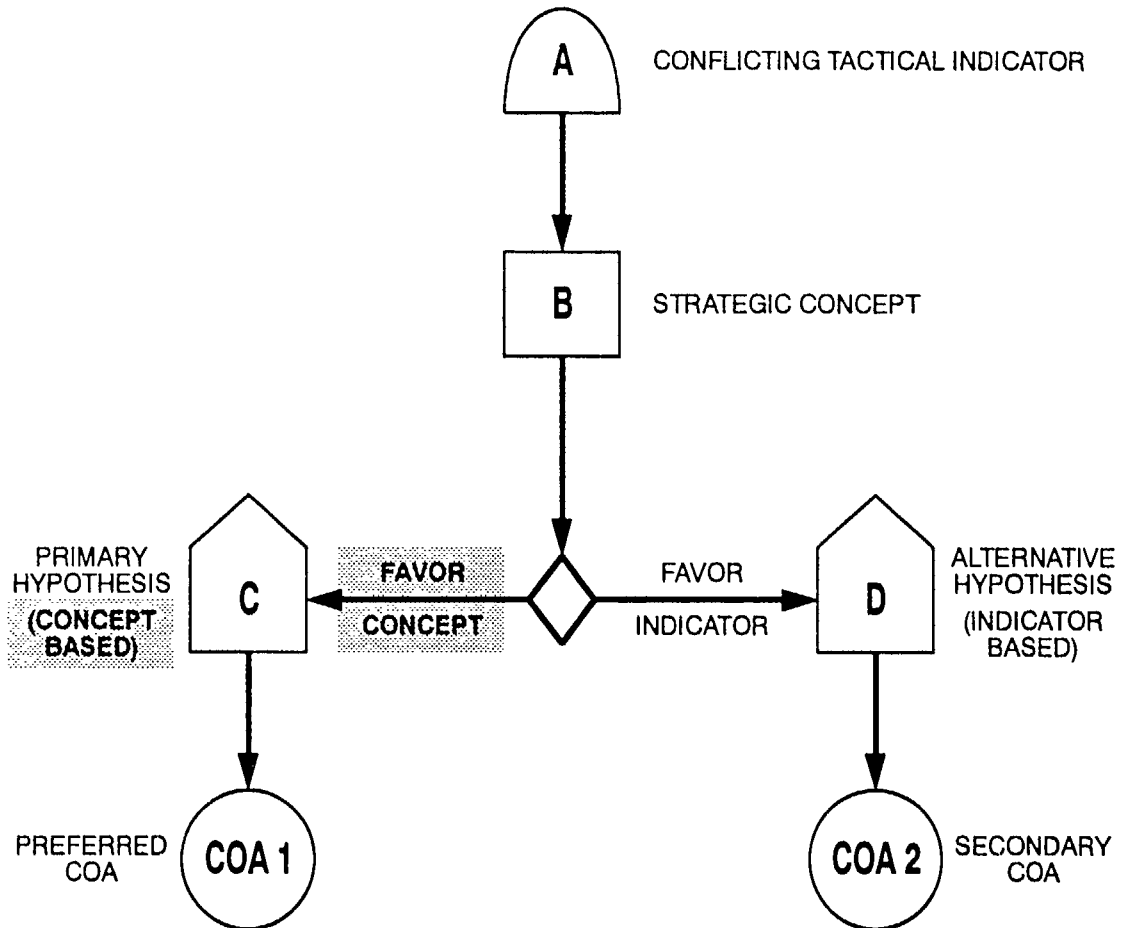 A
CONFLICTING TACTICAL INDICATOR
B
STRATEGIC CONCEPT
PRIMARY
HYPOTHESIS
(CONCEPT
BASED)
C
FAVOR
CONCEPT
FAVOR
INDICATOR
D
ALTERNATIVE
HYPOTHESIS
(INDICATOR
BASED)
PREFERRED
COA
COA 1
COA 2
SECONDARY
COA